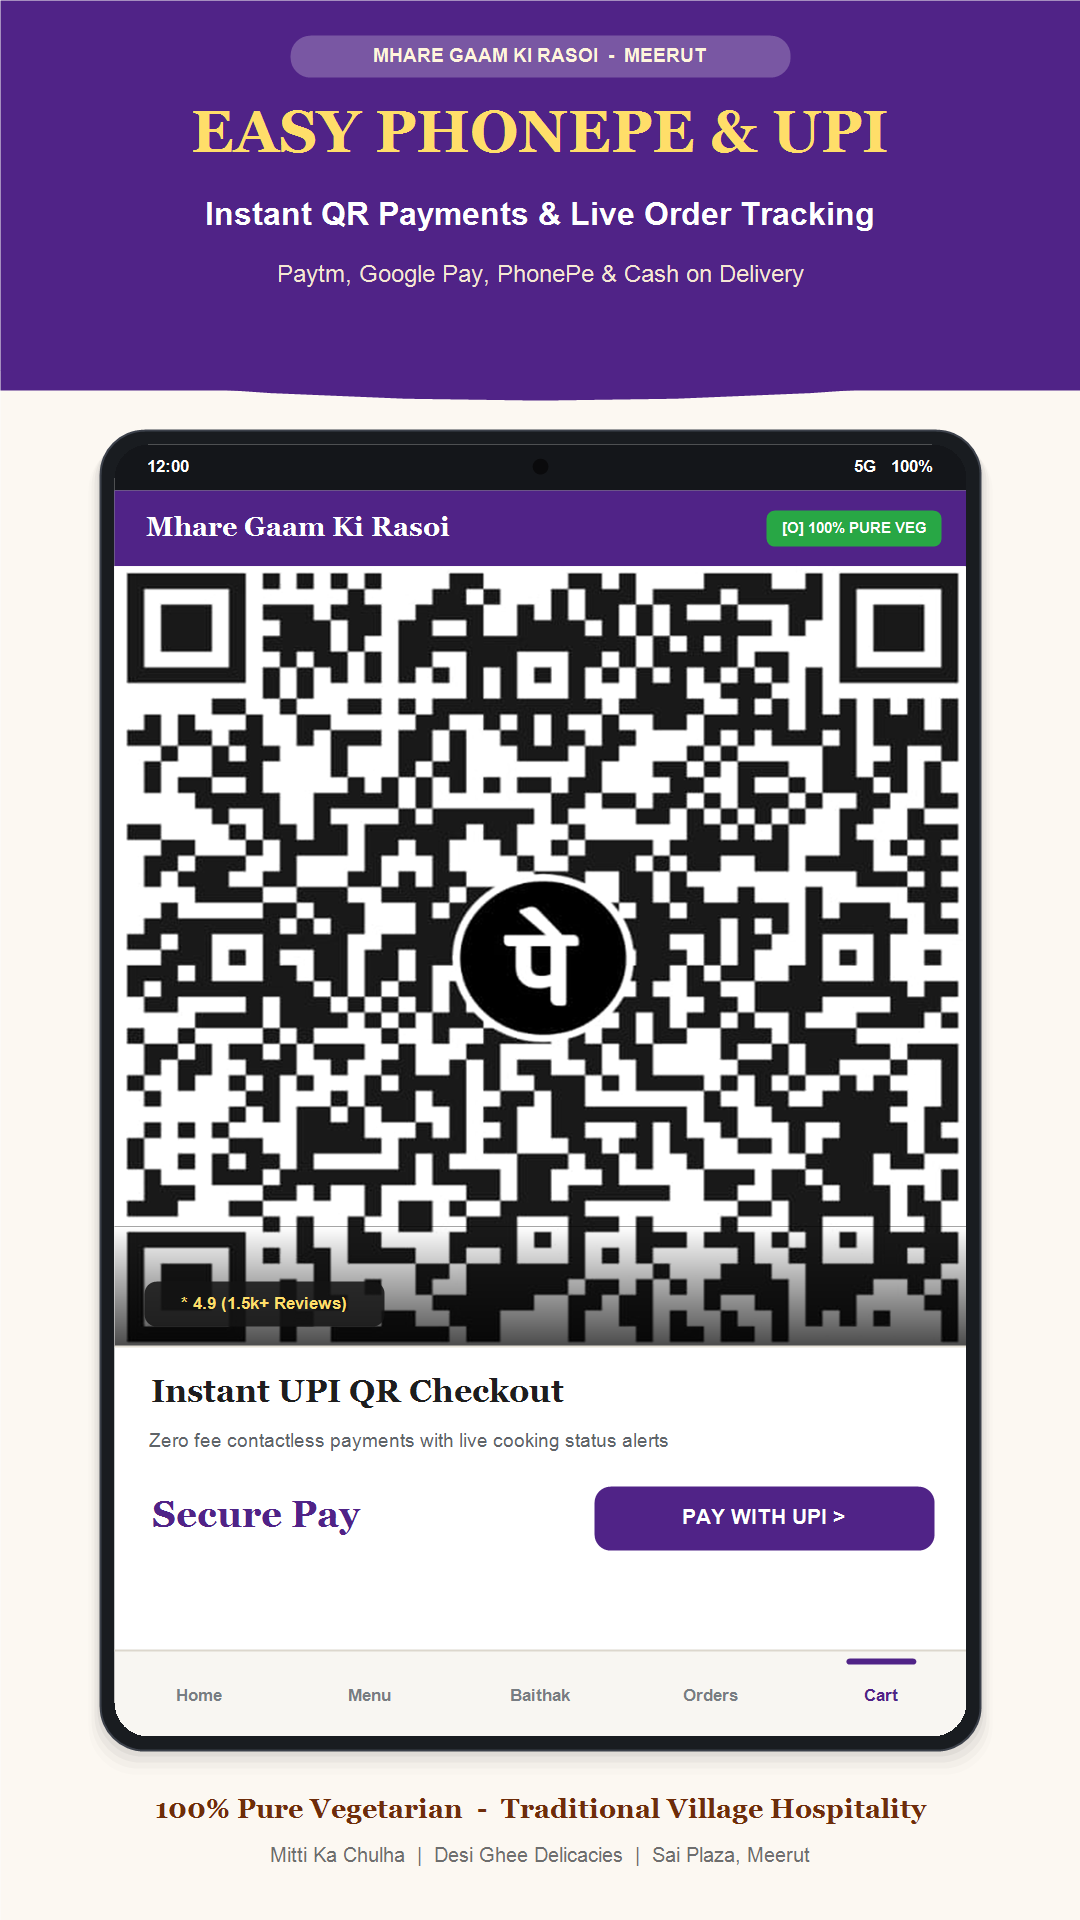 MHARE GAAM KI RASOI - MEERUT
EASY PHONEPE & UPI
Instant QR Payments & Live Order Tracking
Paytm, Google Pay, PhonePe & Cash on Delivery
12:00 5G 100%
Mhare Gaam Ki Rasoi [O] 100% PURE VEG
पे
* 4.9 (1.5k+ Reviews)
Instant UPI QR Checkout
Zero fee contactless payments with live cooking status alerts
Secure Pay PAY WITH UPI >
Home Menu Baithak Orders Cart
100% Pure Vegetarian - Traditional Village Hospitality
Mitti Ka Chulha | Desi Ghee Delicacies | Sai Plaza, Meerut